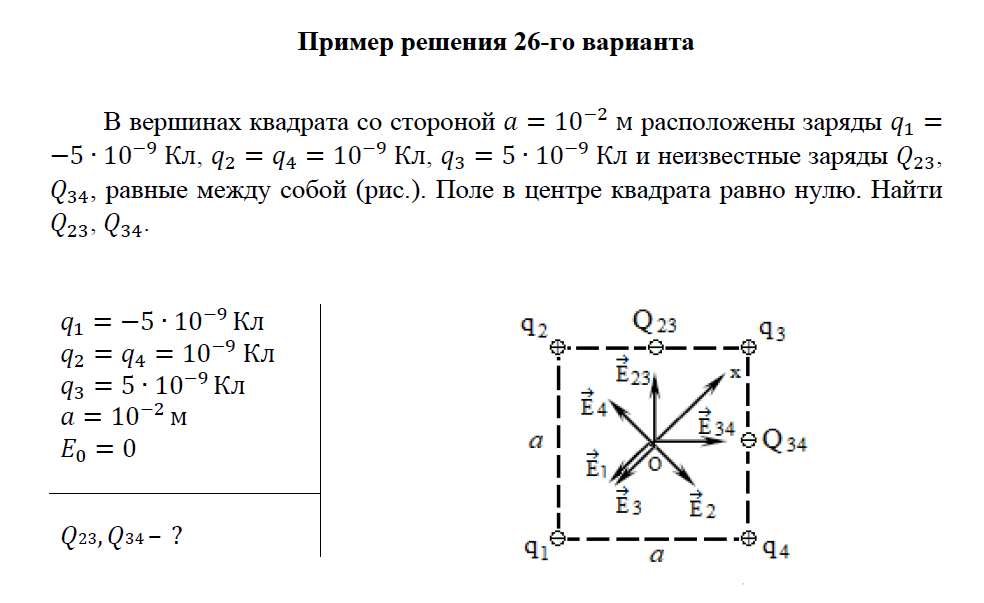 Пример решения 26-го варианта
В вершинах квадрата со стороной a = 10⁻² м расположены заряды q₁ =
−5 · 10⁻⁹ Кл, q₂ = q₄ = 10⁻⁹ Кл, q₃ = 5 · 10⁻⁹ Кл и неизвестные заряды Q₂₃,
Q₃₄, равные между собой (рис.). Поле в центре квадрата равно нулю. Найти
Q₂₃, Q₃₄.
q₁ = −5 · 10⁻⁹ Кл
q₂ = q₄ = 10⁻⁹ Кл
q₃ = 5 · 10⁻⁹ Кл
a = 10⁻² м
E₀ = 0
Q₂₃, Q₃₄ – ?
q₂ Q₂₃ q₃
E⃗₂₃ x
E⃗₄
E⃗₃₄
a Q₃₄
E⃗₁ O
E⃗₃ E⃗₂
q₁ a q₄